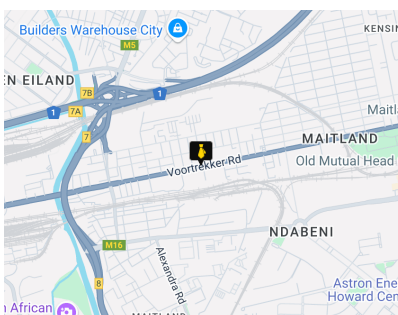 Builders Warehouse City
KENSIN
M5
EN EILAND
7B
1
7A
1
7
Maitl
MAITLAND
Old Mutual Head
Voortrekker Rd
NDABENI
M16
Alexandra Rd
8
Astron Ene
Howard Cen
n African
MAITLAND